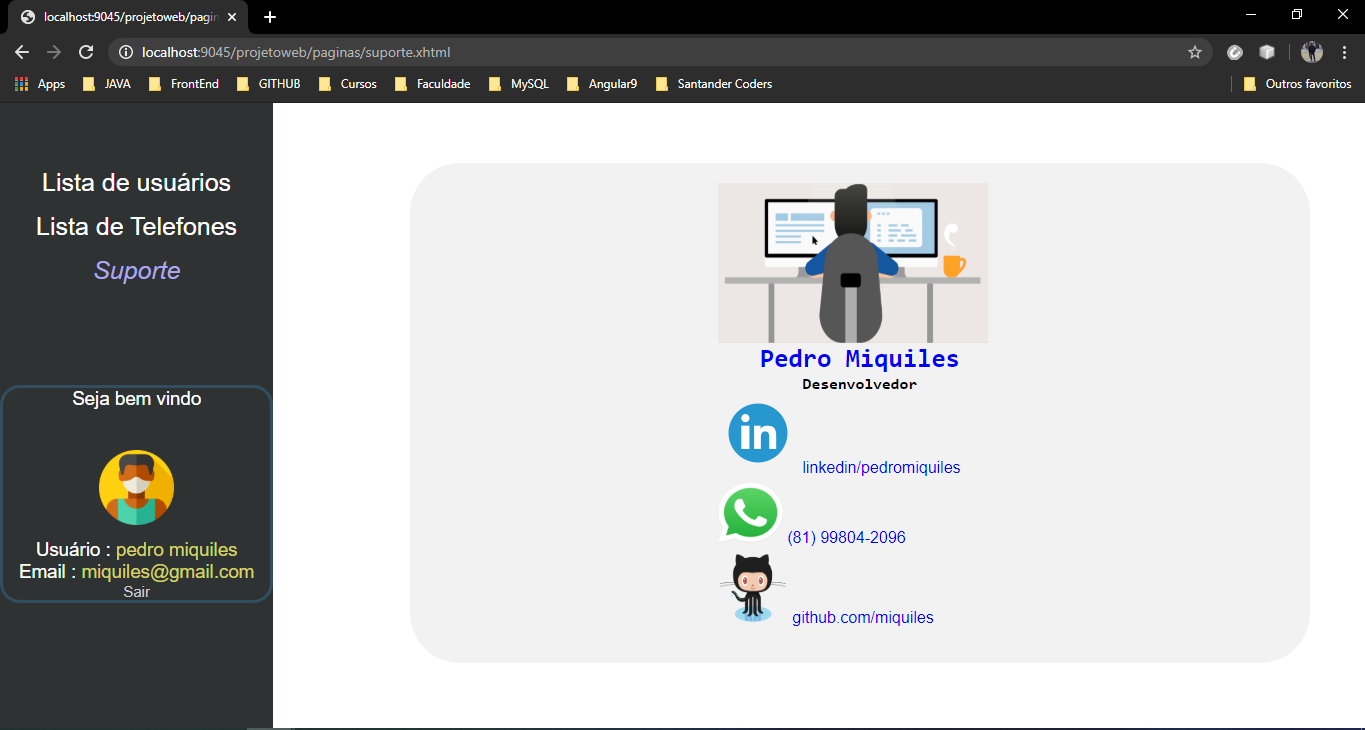 localhost:9045/projetoweb/pagin
localhost:9045/projetoweb/paginas/suporte.xhtml
Apps JAVA FrontEnd GITHUB Cursos Faculdade MySQL Angular9 Santander Coders Outros favoritos
Lista de usuários
Lista de Telefones
Suporte
Seja bem vindo
Usuário : pedro miquiles
Email : miquiles@gmail.com
Sair
Pedro Miquiles
Desenvolvedor
in
linkedin/pedromiquiles
(81) 99804-2096
github.com/miquiles